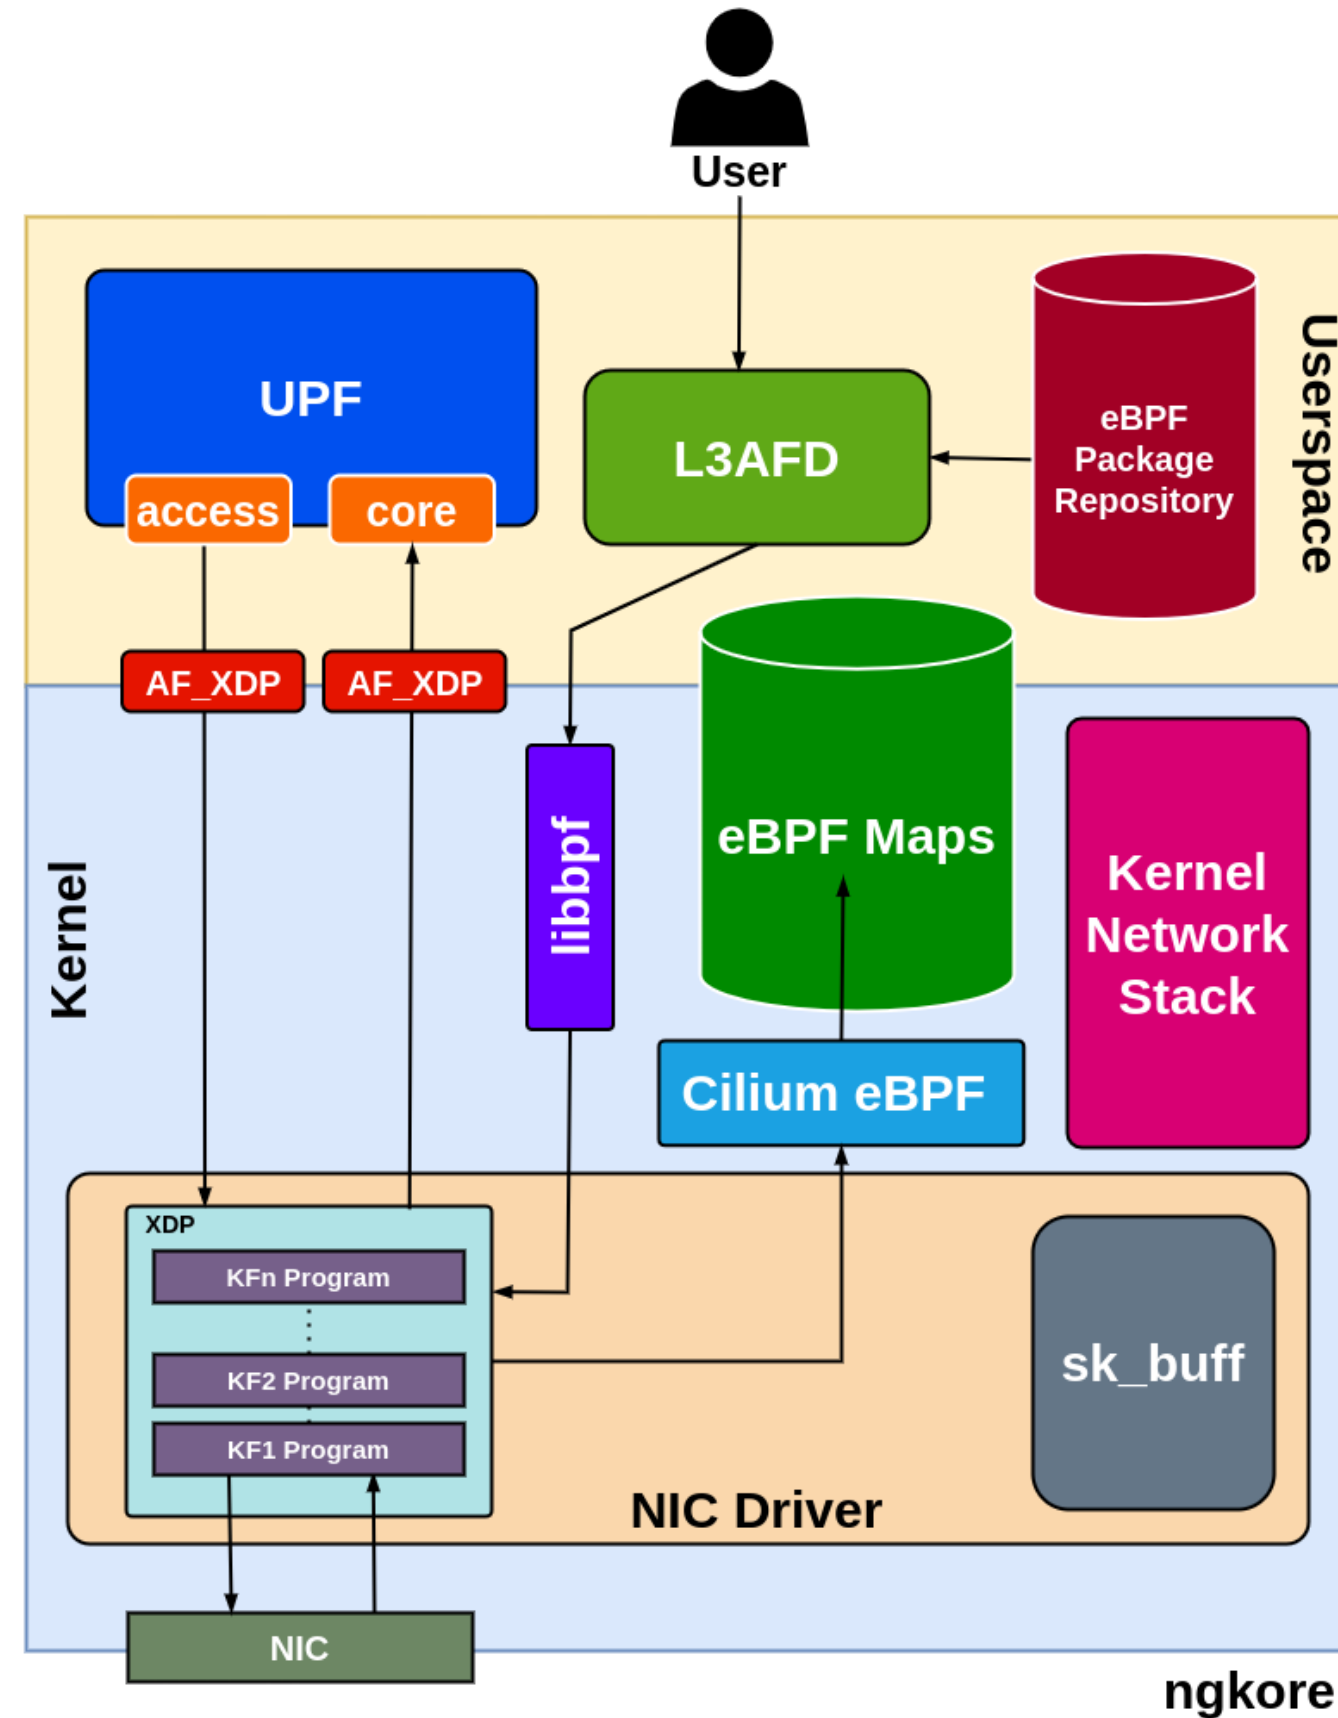 User
Userspace
UPF
access
core
L3AFD
eBPF
Package
Repository
AF_XDP
AF_XDP
Kernel
libbpf
eBPF Maps
Kernel
Network
Stack
Cilium eBPF
XDP
KFn Program
KF2 Program
KF1 Program
sk_buff
NIC Driver
NIC
ngkore